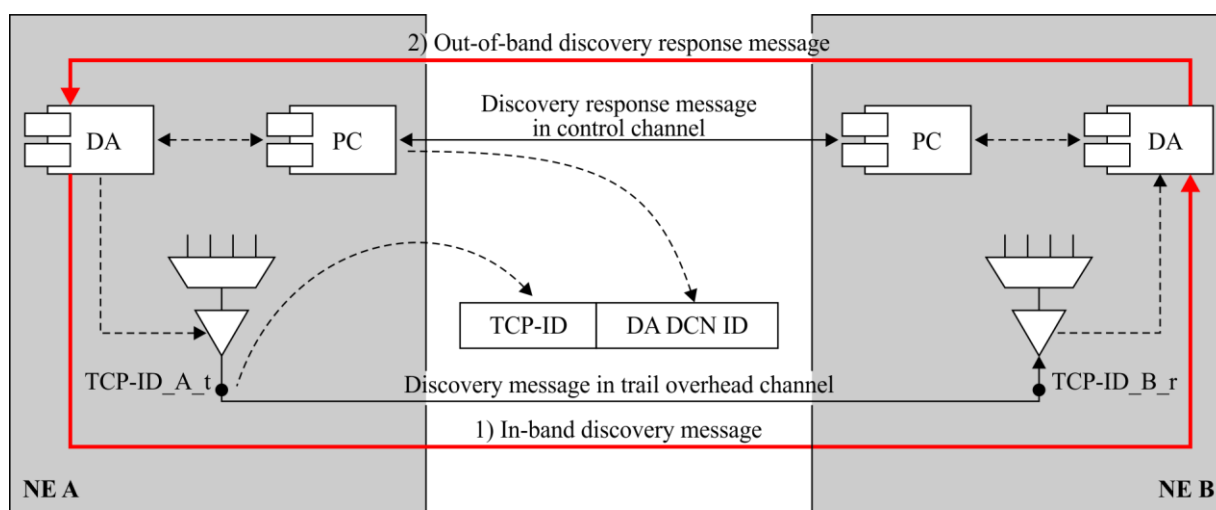 2) Out-of-band discovery response message
Discovery response message
in control channel
DA
PC
PC
DA
TCP-ID
DA DCN ID
TCP-ID_A_t
Discovery message in trail overhead channel
TCP-ID_B_r
1) In-band discovery message
NE A
NE B